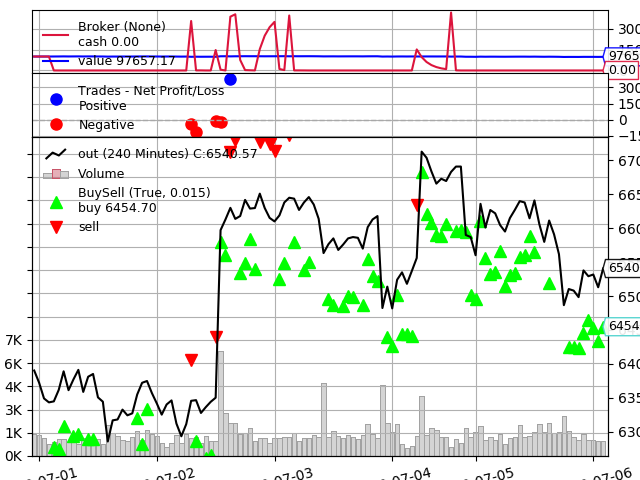 Broker (None)
cash 0.00
value 97657.17
300
150
9765
0.00
Trades - Net Profit/Loss
Positive
Negative
300
150
0
−15
out (240 Minutes) C:6540.57
Volume
BuySell (True, 0.015)
buy 6454.70
sell
670
665
660
6540
650
6454
640
635
630
7K
6K
4K
3K
1K
0K
-07-01
-07-02
-07-03
-07-04
-07-05
-07-06